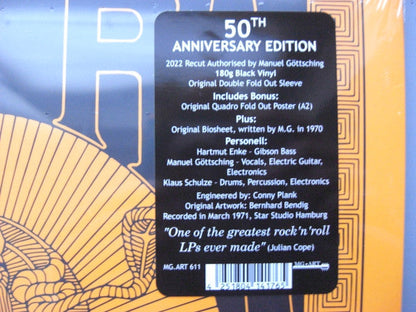 50TH
ANNIVERSARY EDITION
2022 Recut Authorised by Manuel Göttsching
180g Black Vinyl
Original Double Fold Out Sleeve
Includes Bonus:
Original Quadro Fold Out Poster (A2)
Plus:
Original Biosheet, written by M.G. in 1970
Personell:
Hartmut Enke - Gibson Bass
Manuel Göttsching - Vocals, Electric Guitar,
Electronics
Klaus Schulze - Drums, Percussion, Electronics
Engineered by: Conny Plank
Original Artwork: Bernhard Bendig
Recorded in March 1971, Star Studio Hamburg
"One of the greatest rock'n'roll
LPs ever made" (Julian Cope)
MG.ART 611
MG.ART